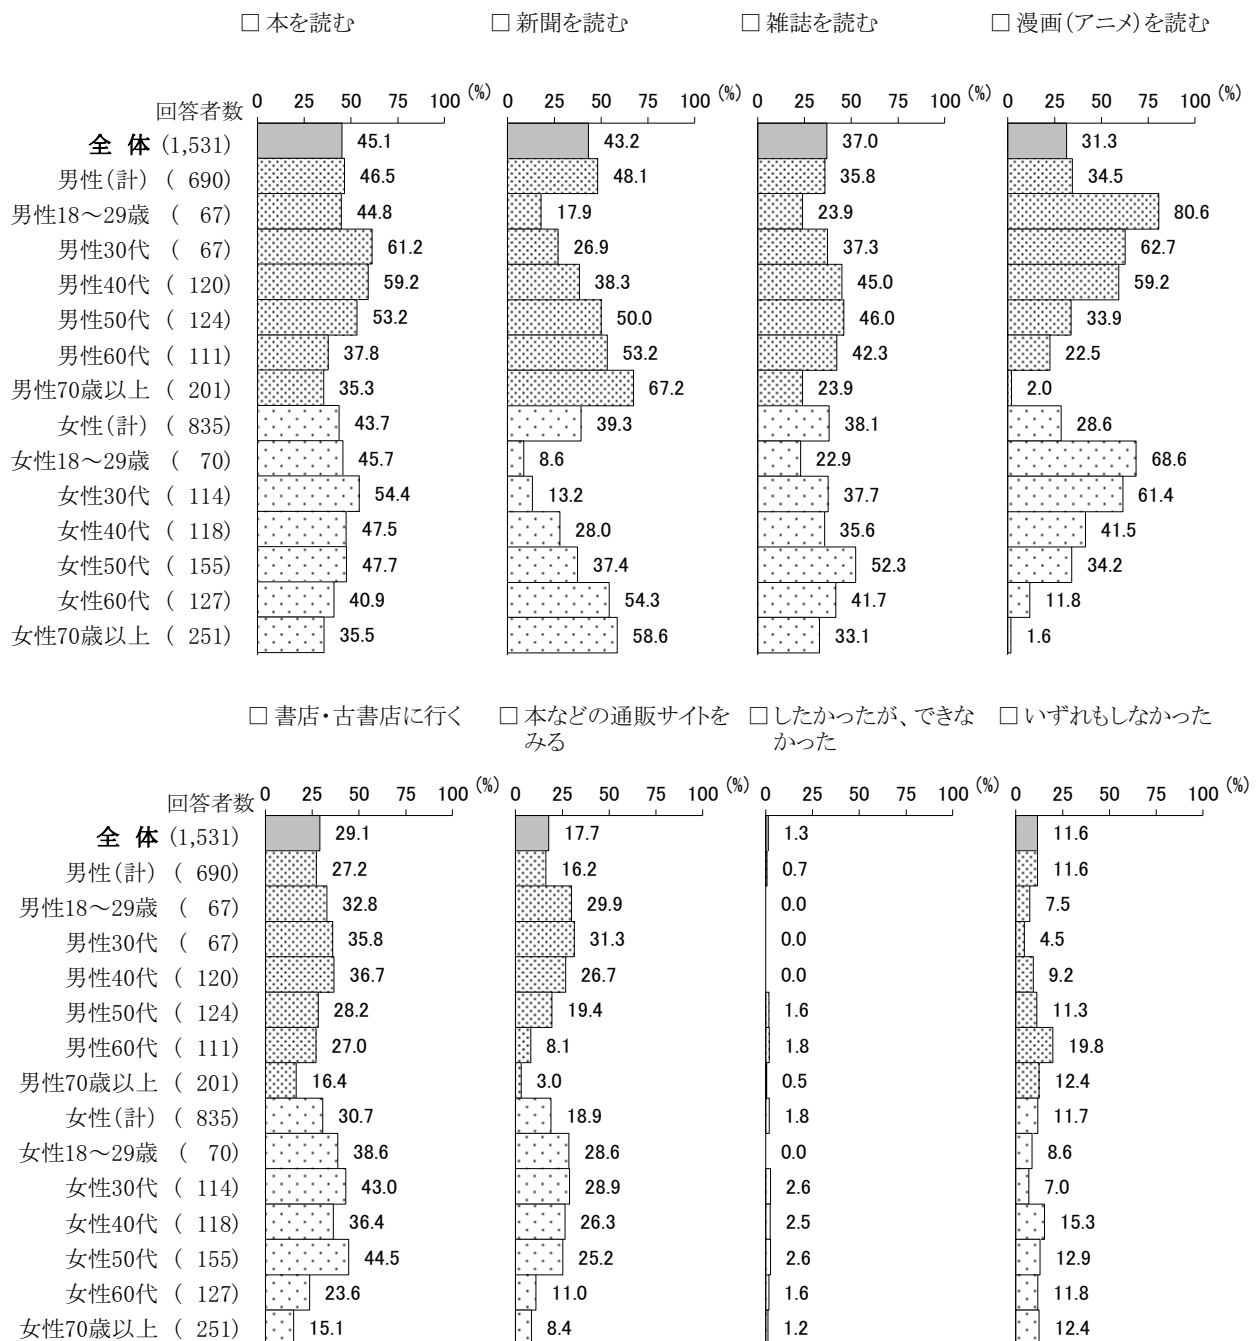 □ 本を読む □ 新聞を読む □ 雑誌を読む □ 漫画(アニメ)を読む
回答者数 0 25 50 75 100 (%) 0 25 50 75 100 (%) 0 25 50 75 100 (%) 0 25 50 75 100 (%)
全 体 (1,531) 45.1 43.2 37.0 31.3
男性(計) ( 690) 46.5 48.1 35.8 34.5
男性18～29歳 ( 67) 44.8 17.9 23.9 80.6
男性30代 ( 67) 61.2 26.9 37.3 62.7
男性40代 ( 120) 59.2 38.3 45.0 59.2
男性50代 ( 124) 53.2 50.0 46.0 33.9
男性60代 ( 111) 37.8 53.2 42.3 22.5
男性70歳以上 ( 201) 35.3 67.2 23.9 2.0
女性(計) ( 835) 43.7 39.3 38.1 28.6
女性18～29歳 ( 70) 45.7 8.6 22.9 68.6
女性30代 ( 114) 54.4 13.2 37.7 61.4
女性40代 ( 118) 47.5 28.0 35.6 41.5
女性50代 ( 155) 47.7 37.4 52.3 34.2
女性60代 ( 127) 40.9 54.3 41.7 11.8
女性70歳以上 ( 251) 35.5 58.6 33.1 1.6
□ 書店・古書店に行く □ 本などの通販サイトを □ したかったが、できな □ いずれもしなかった
みる かった
回答者数 0 25 50 75 100 (%) 0 25 50 75 100 (%) 0 25 50 75 100 (%) 0 25 50 75 100 (%)
全 体 (1,531) 29.1 17.7 1.3 11.6
男性(計) ( 690) 27.2 16.2 0.7 11.6
男性18～29歳 ( 67) 32.8 29.9 0.0 7.5
男性30代 ( 67) 35.8 31.3 0.0 4.5
男性40代 ( 120) 36.7 26.7 0.0 9.2
男性50代 ( 124) 28.2 19.4 1.6 11.3
男性60代 ( 111) 27.0 8.1 1.8 19.8
男性70歳以上 ( 201) 16.4 3.0 0.5 12.4
女性(計) ( 835) 30.7 18.9 1.8 11.7
女性18～29歳 ( 70) 38.6 28.6 0.0 8.6
女性30代 ( 114) 43.0 28.9 2.6 7.0
女性40代 ( 118) 36.4 26.3 2.5 15.3
女性50代 ( 155) 44.5 25.2 2.6 12.9
女性60代 ( 127) 23.6 11.0 1.6 11.8
女性70歳以上 ( 251) 15.1 8.4 1.2 12.4